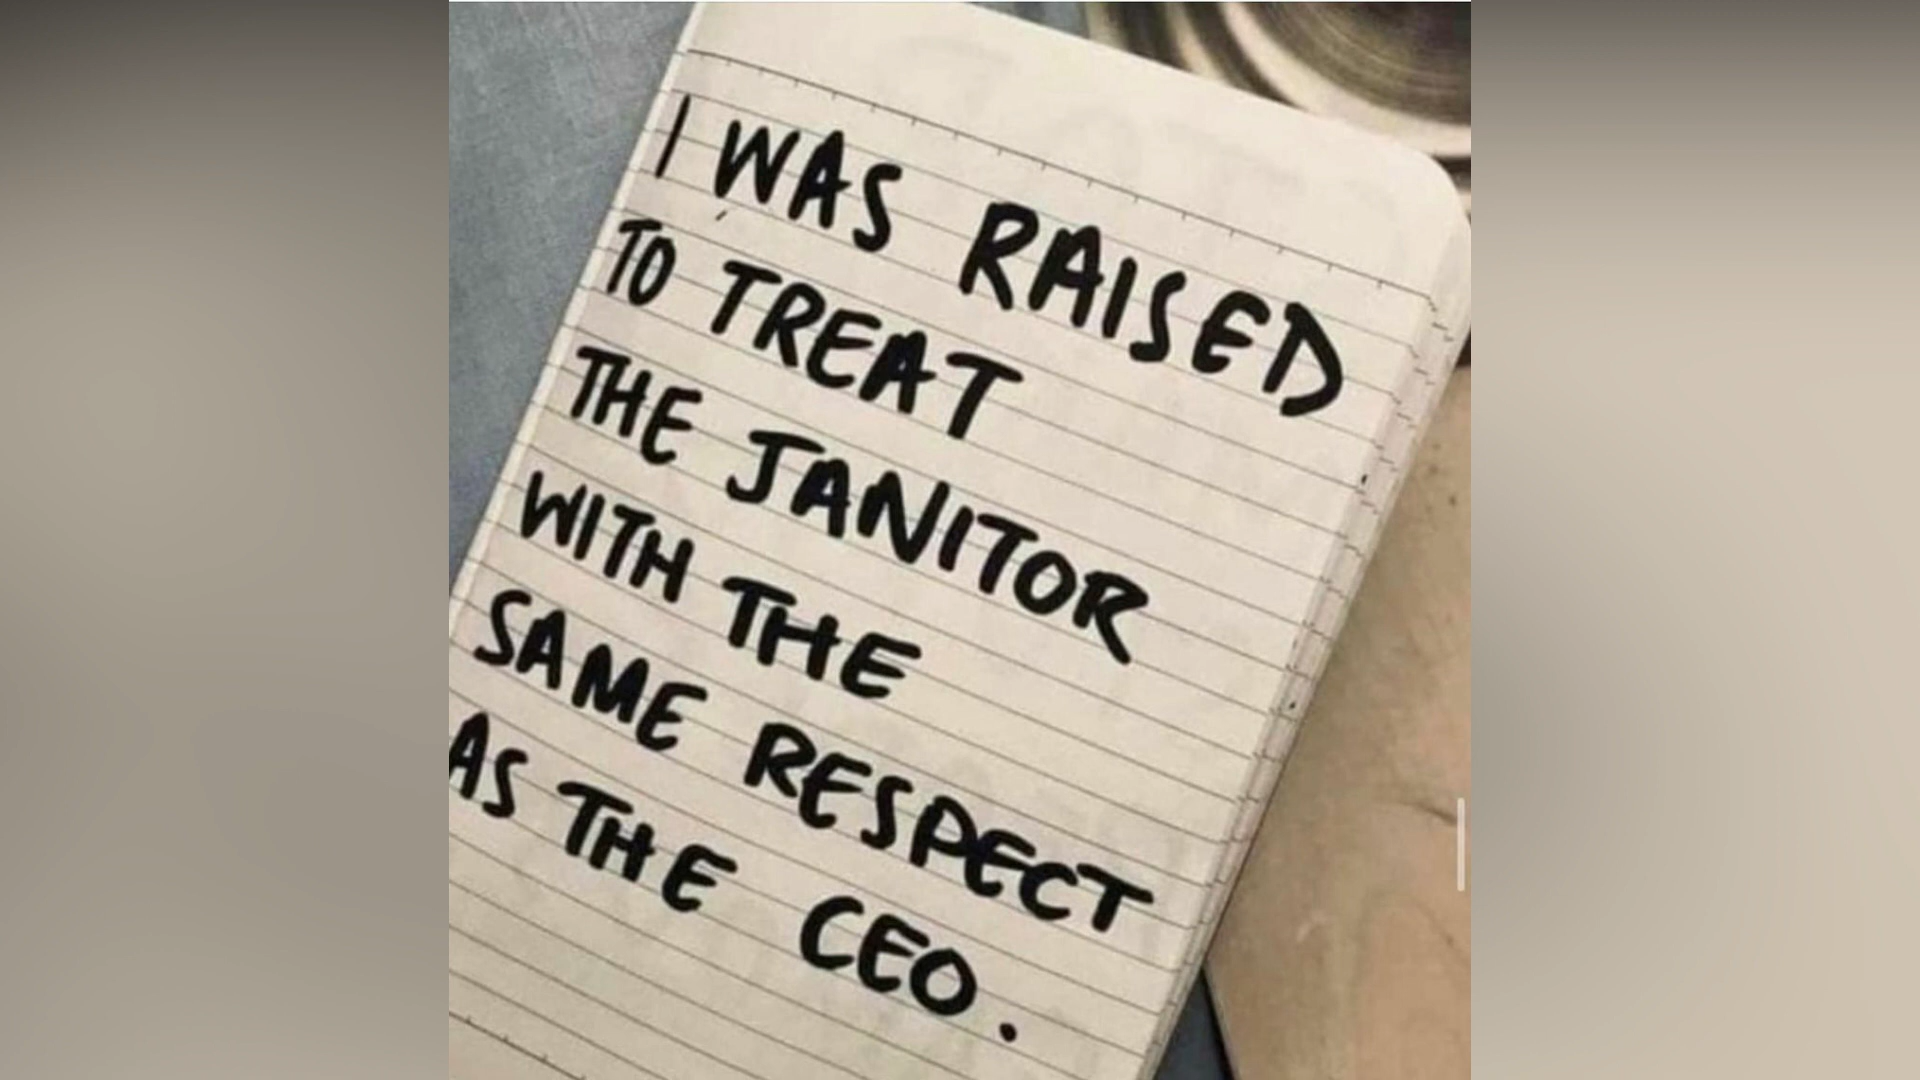 I WAS RAISED
TO TREAT
THE JANITOR
WITH THE
SAME RESPECT
AS THE CEO.